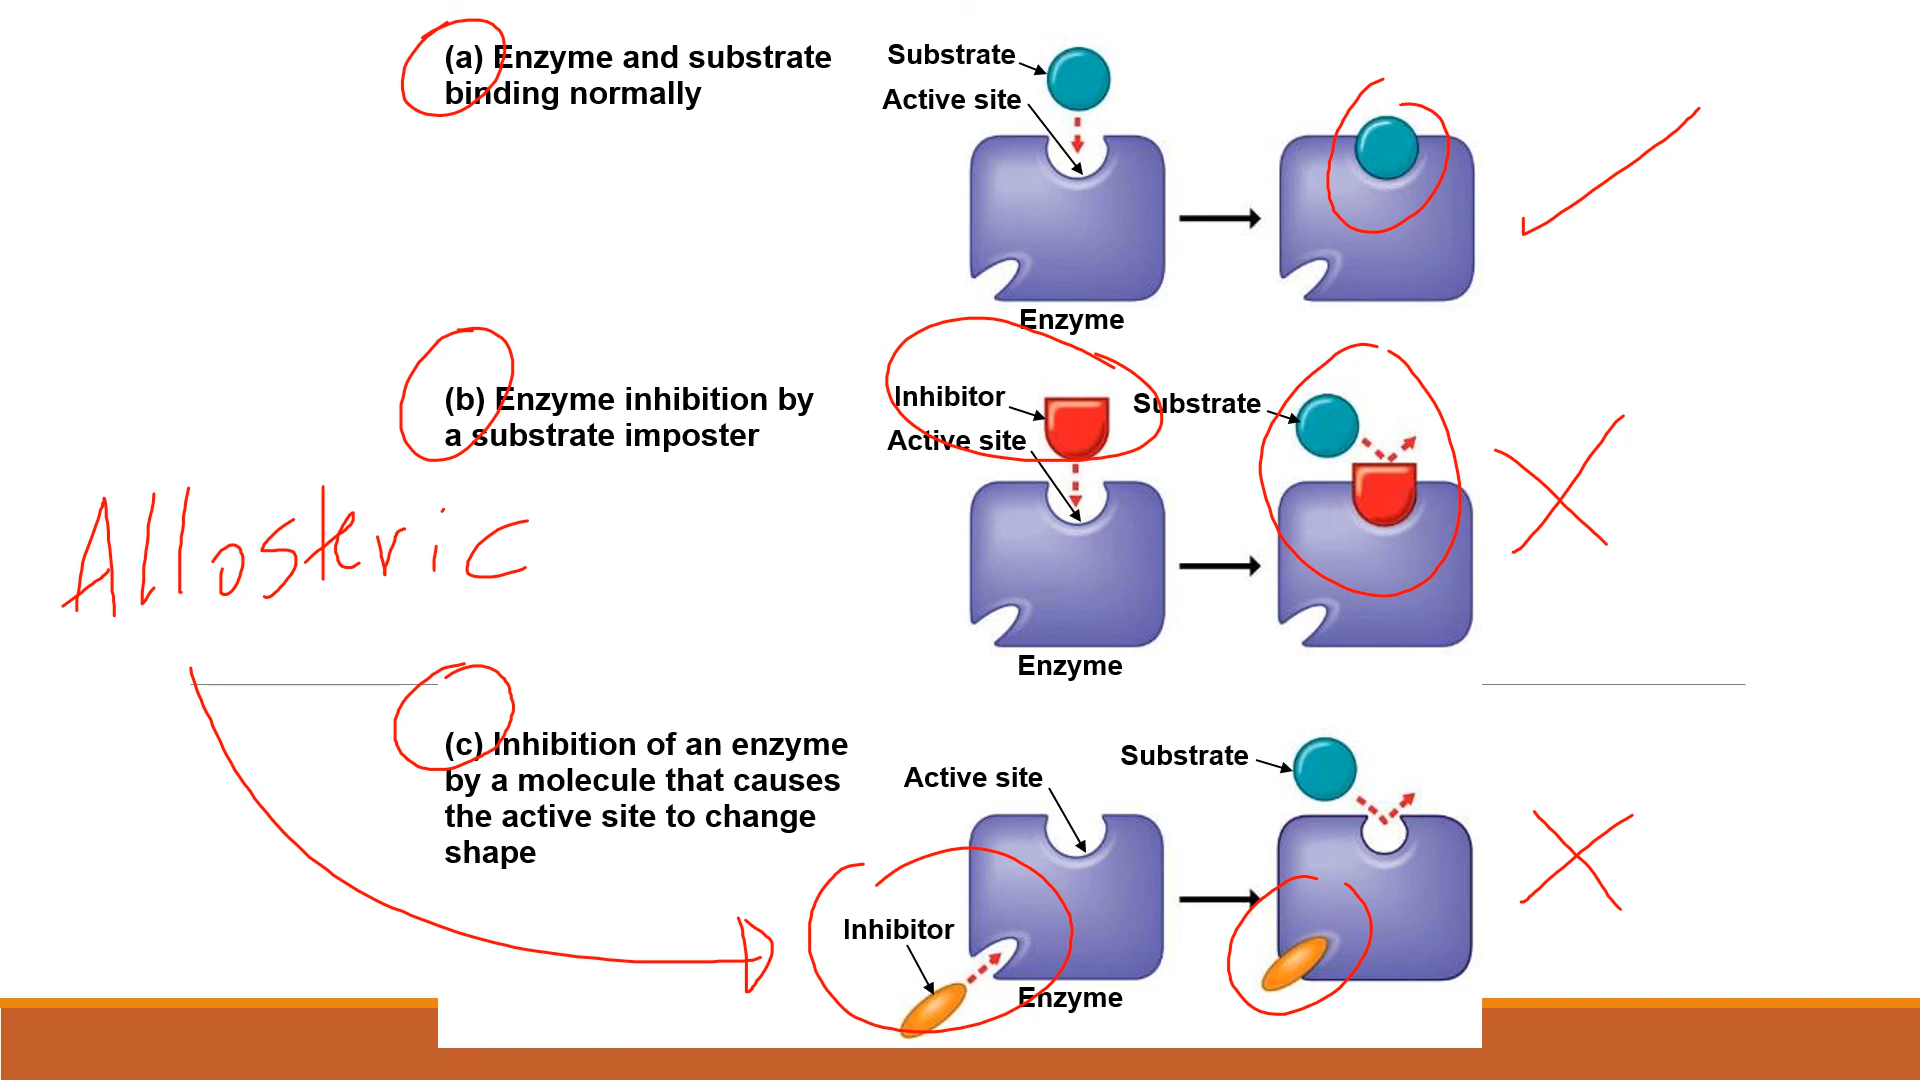 (a) Enzyme and substrate
binding normally
Substrate
Active site
Enzyme
(b) Enzyme inhibition by
a substrate imposter
Inhibitor
Active site
Substrate
Enzyme
Allosteric
(c) Inhibition of an enzyme
by a molecule that causes
the active site to change
shape
Active site
Substrate
Inhibitor
Enzyme